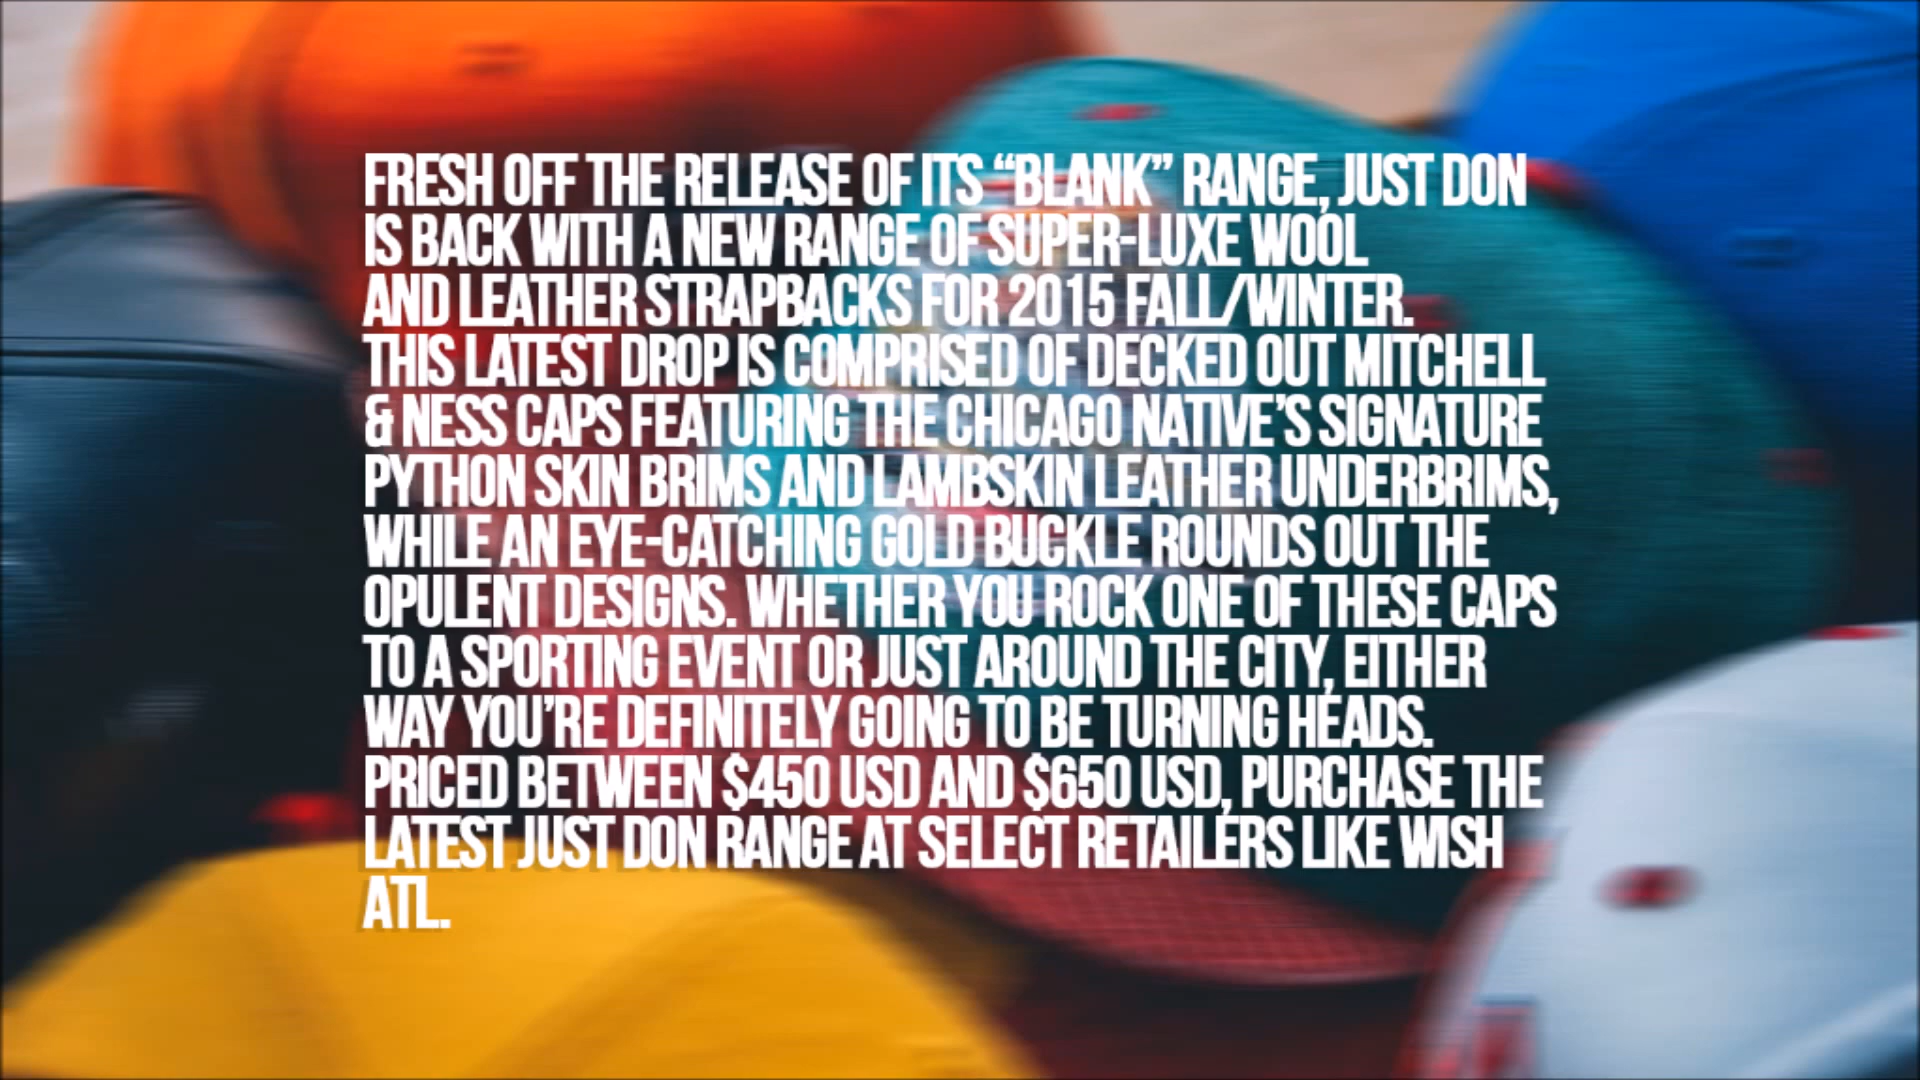 FRESH OFF THE RELEASE OF ITS “BLANK” RANGE, JUST DON
IS BACK WITH A NEW RANGE OF SUPER-LUXE WOOL
AND LEATHER STRAPBACKS FOR 2015 FALL/WINTER.
THIS LATEST DROP IS COMPRISED OF DECKED OUT MITCHELL
& NESS CAPS FEATURING THE CHICAGO NATIVE’S SIGNATURE
PYTHON SKIN BRIMS AND LAMBSKIN LEATHER UNDERBRIMS,
WHILE AN EYE-CATCHING GOLD BUCKLE ROUNDS OUT THE
OPULENT DESIGNS. WHETHER YOU ROCK ONE OF THESE CAPS
TO A SPORTING EVENT OR JUST AROUND THE CITY, EITHER
WAY YOU’RE DEFINITELY GOING TO BE TURNING HEADS.
PRICED BETWEEN $450 USD AND $650 USD, PURCHASE THE
LATEST JUST DON RANGE AT SELECT RETAILERS LIKE WISH
ATL.